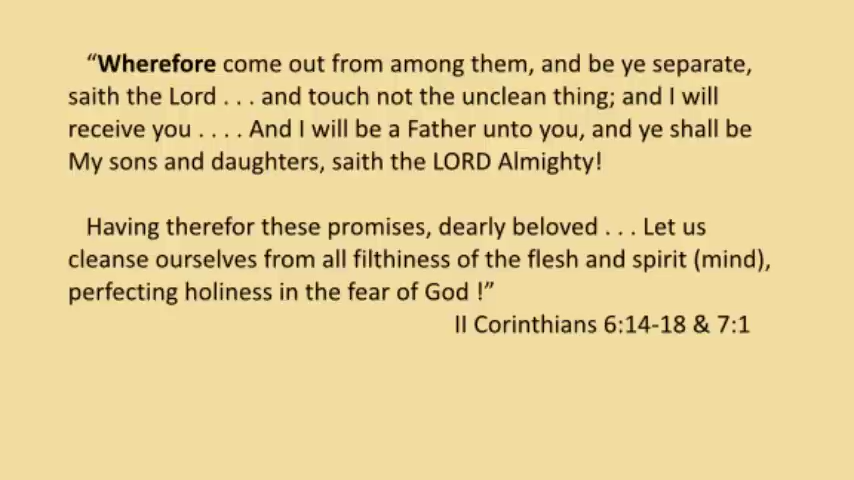 “Wherefore come out from among them, and be ye separate,
saith the Lord . . . and touch not the unclean thing; and I will
receive you . . . . And I will be a Father unto you, and ye shall be
My sons and daughters, saith the LORD Almighty!
Having therefor these promises, dearly beloved . . . Let us
cleanse ourselves from all filthiness of the flesh and spirit (mind),
perfecting holiness in the fear of God !”
II Corinthians 6:14-18 & 7:1